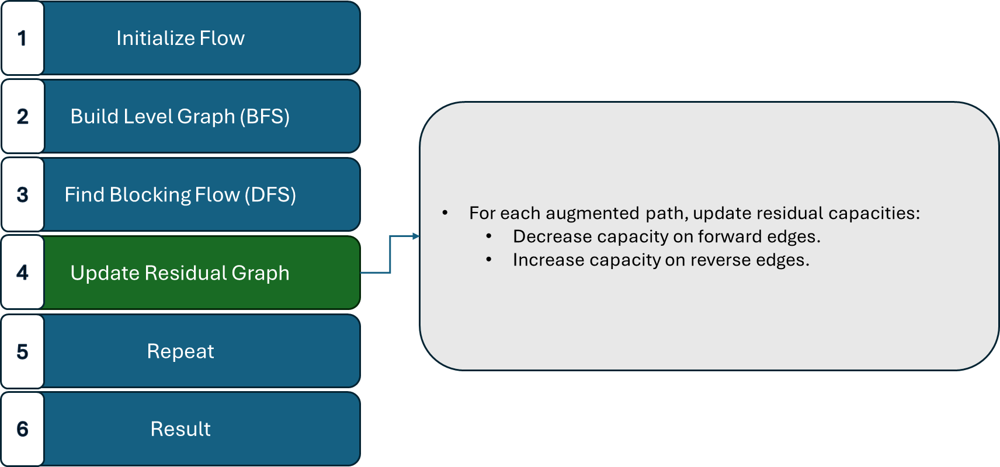 1
Initialize Flow
2
Build Level Graph (BFS)
3
Find Blocking Flow (DFS)
4
Update Residual Graph
5
Repeat
6
Result
• For each augmented path, update residual capacities:
• Decrease capacity on forward edges.
• Increase capacity on reverse edges.